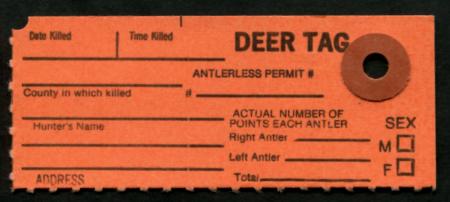 Date Killed
Time Killed
DEER TAG
ANTLERLESS PERMIT #
County in which killed
#
ACTUAL NUMBER OF
POINTS EACH ANTLER
SEX
Hunter's Name
Right Antler
M
Left Antler
F
ADDRESS
Total